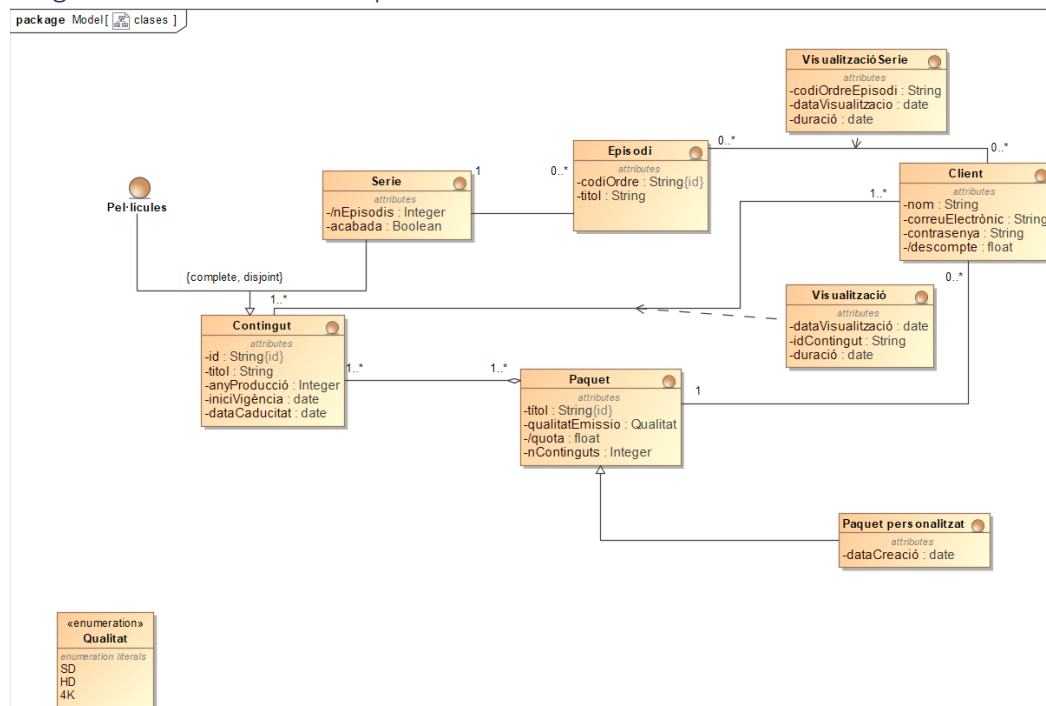 package Model[ clases ]
VisualitzacióSerie
attributes
-codiOrdreEpisodi : String
-dataVisualitzacio : date
-duració : date
0..*
0..*
Episodi
attributes
-codiOrdre : String{id}
-titol : String
1
0..*
Serie
attributes
-/nEpisodis : Integer
-acabada : Boolean
Client
attributes
-nom : String
-correuElectrònic : String
-contrasenya : String
-/descompte : float
1..*
0..*
Pel·lícules
{complete, disjoint}
1..*
Visualització
attributes
-dataVisualització : date
-idContingut : String
-duració : date
Contingut
attributes
-id : String{id}
-titol : String
-anyProducció : Integer
-iniciVigència : date
-dataCaducitat : date
1..*
1..*
Paquet
attributes
-títol : String{id}
-qualitatEmissio : Qualitat
-/quota : float
-nContinguts : Integer
1
Paquet personalitzat
attributes
-dataCreació : date
«enumeration»
Qualitat
enumeration literals
SD
HD
4K